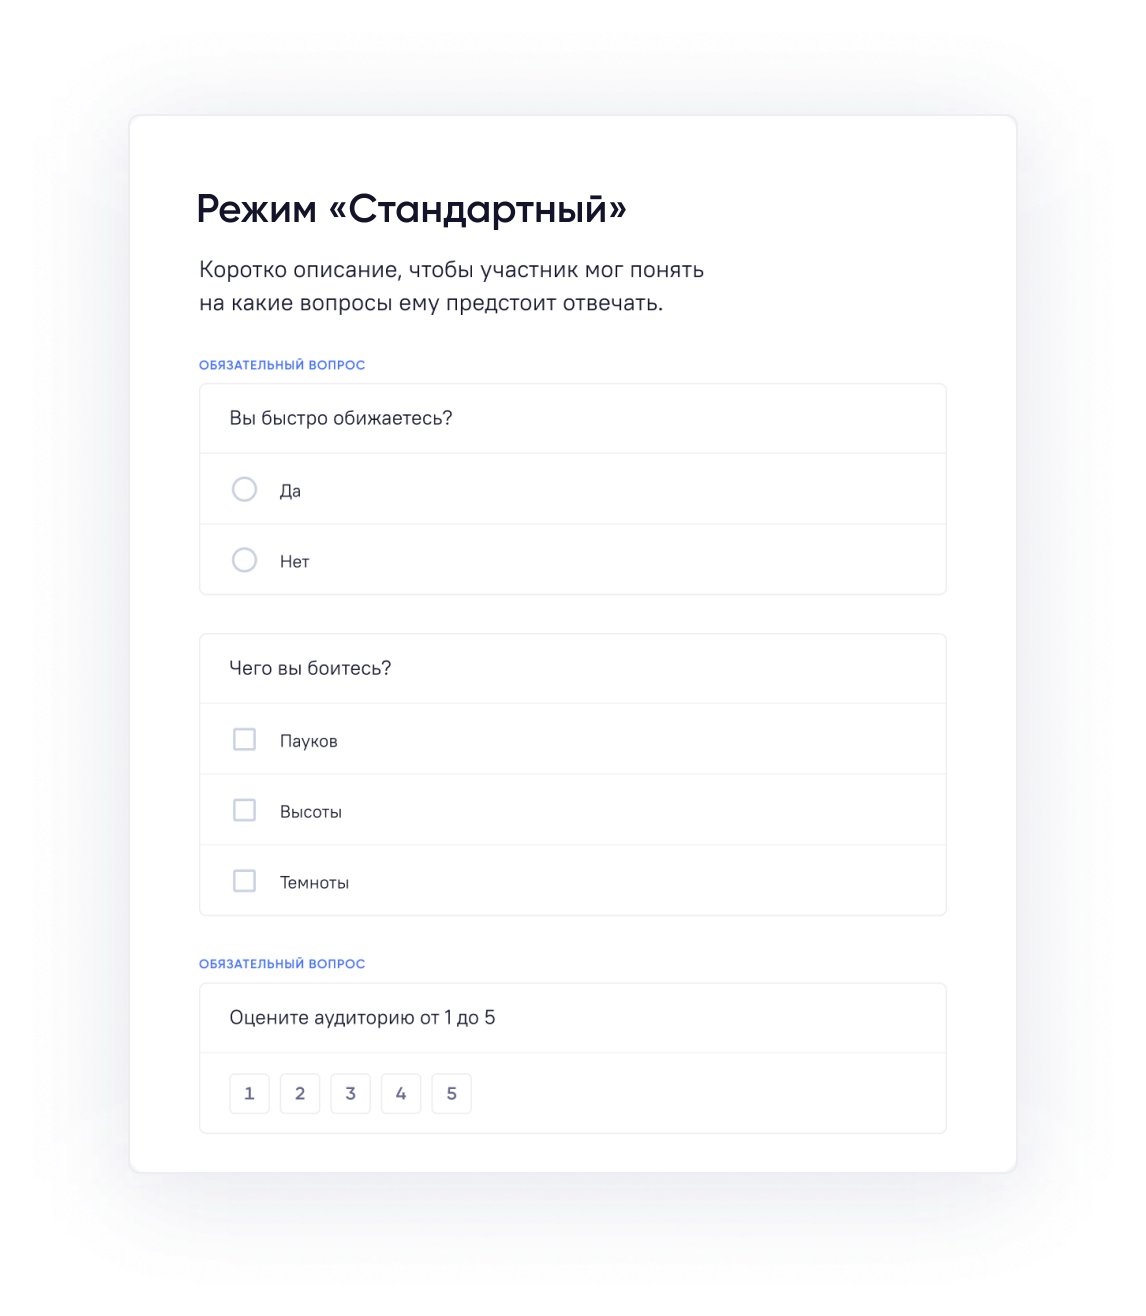 Режим «Стандартный»
Коротко описание, чтобы участник мог понять
на какие вопросы ему предстоит отвечать.
ОБЯЗАТЕЛЬНЫЙ ВОПРОС
Вы быстро обижаетесь?
Да
Нет
Чего вы боитесь?
Пауков
Высоты
Темноты
ОБЯЗАТЕЛЬНЫЙ ВОПРОС
Оцените аудиторию от 1 до 5
1 2 3 4 5